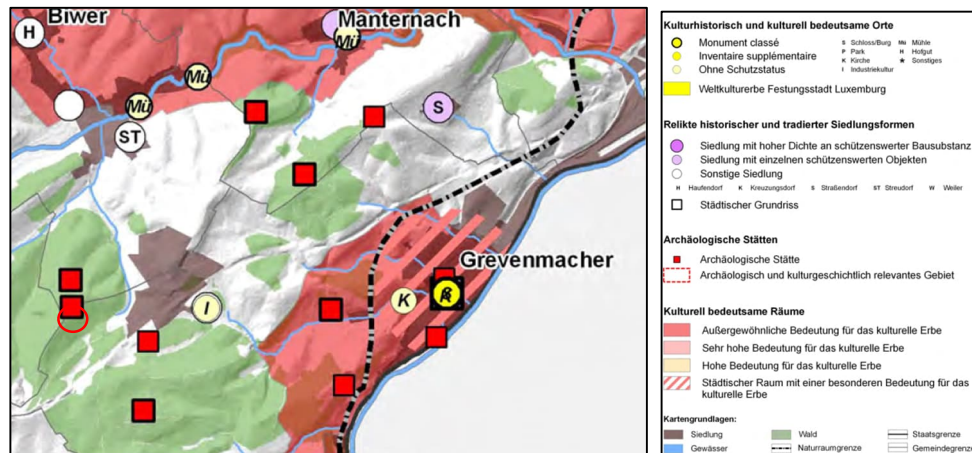 Biwer
Manternach
H
Mü
Mü
Mü
ST
S
Grevenmacher
K
I
Kulturhistorisch und kulturell bedeutsame Orte
Monument classé
Inventaire supplémentaire
Ohne Schutzstatus
S Schloss/Burg Mü Mühle
P Park H Hofgut
K Kirche ★ Sonstiges
I Industriekultur
Weltkulturerbe Festungsstadt Luxemburg
Relikte historischer und tradierter Siedlungsformen
Siedlung mit hoher Dichte an schützenswerter Bausubstanz
Siedlung mit einzelnen schützenswerten Objekten
Sonstige Siedlung
H Haufendorf K Kreuzungsdorf S Straßendorf ST Streudorf W Weiler
Städtischer Grundriss
Archäologische Stätten
Archäologische Stätte
Archäologisch und kulturgeschichtlich relevantes Gebiet
Kulturell bedeutsame Räume
Außergewöhnliche Bedeutung für das kulturelle Erbe
Sehr hohe Bedeutung für das kulturelle Erbe
Hohe Bedeutung für das kulturelle Erbe
Städtischer Raum mit einer besonderen Bedeutung für das
kulturelle Erbe
Kartengrundlagen:
Siedlung Wald Staatsgrenze
Gewässer Naturraumgrenze Gemeindegrenze